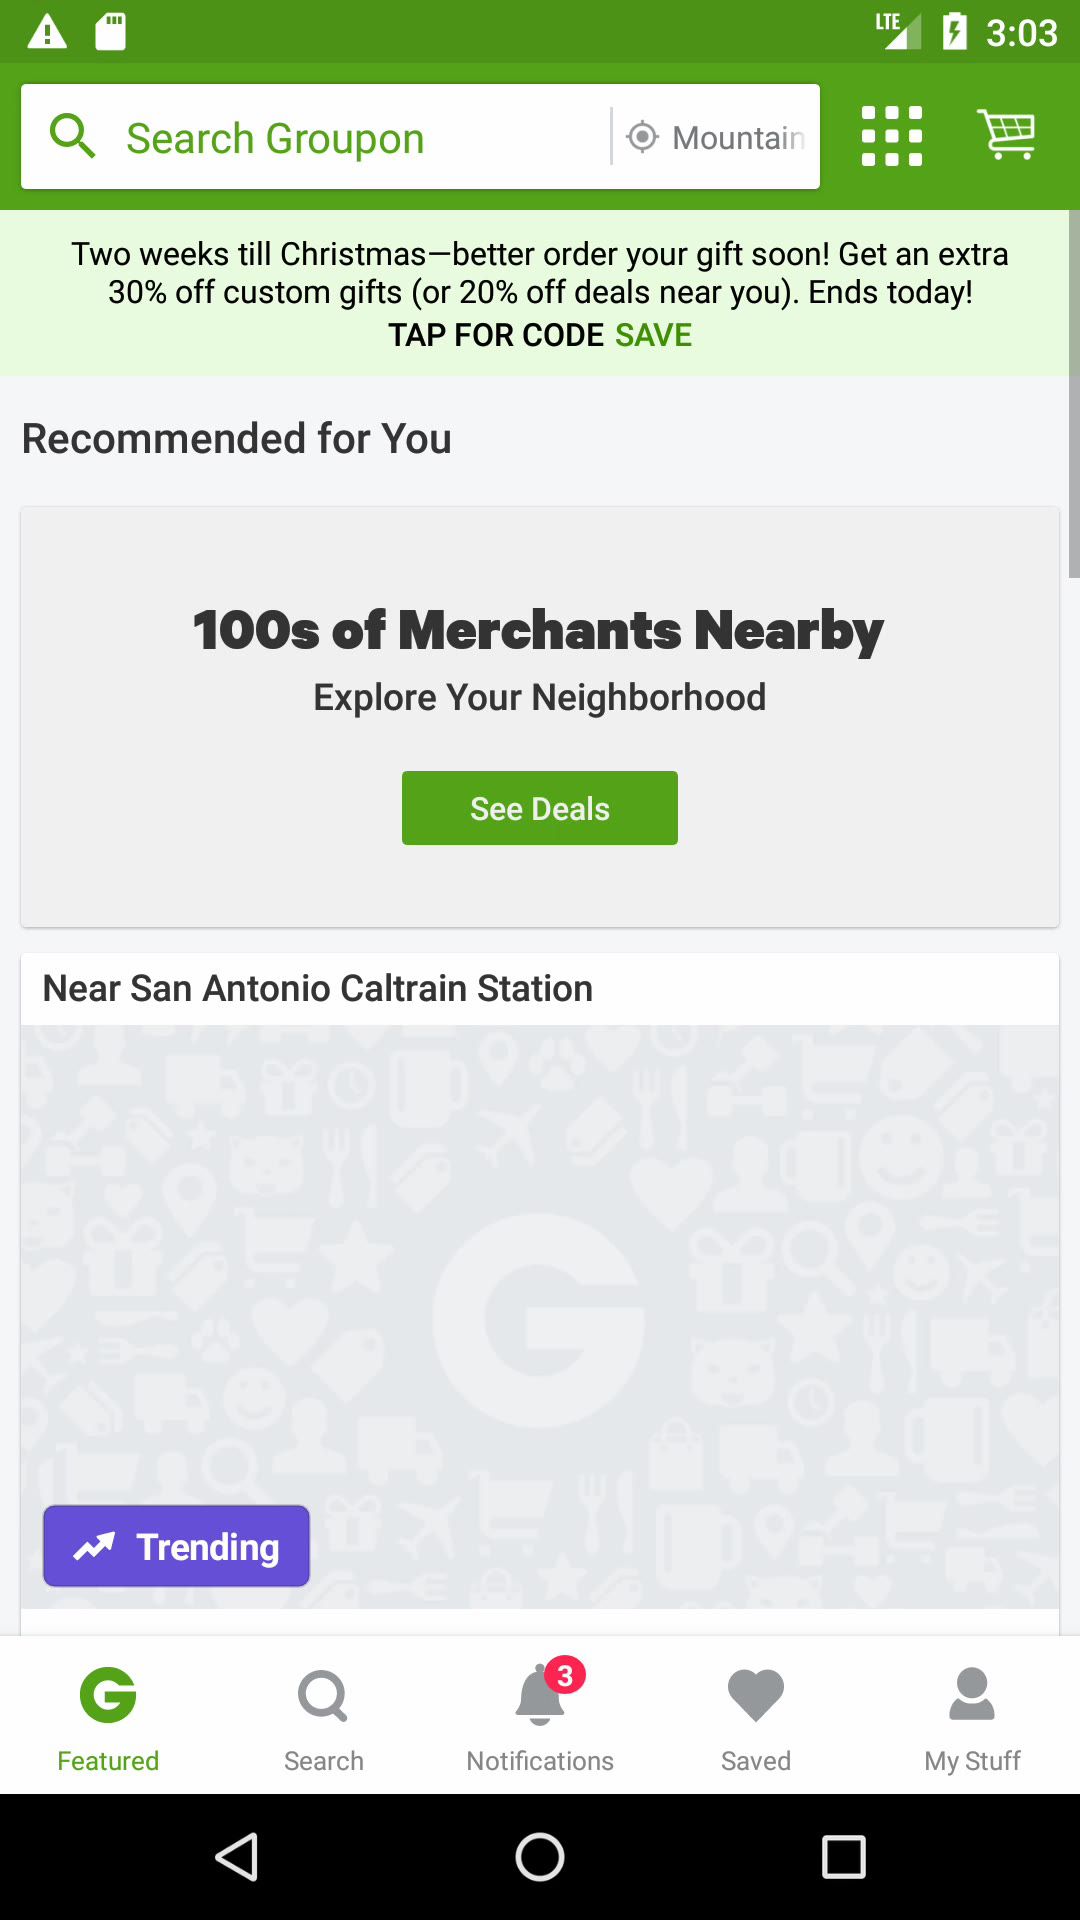 LTE 3:03
Search Groupon Mountain
Two weeks till Christmas—better order your gift soon! Get an extra
30% off custom gifts (or 20% off deals near you). Ends today!
TAP FOR CODE SAVE
Recommended for You
100s of Merchants Nearby
Explore Your Neighborhood
See Deals
Near San Antonio Caltrain Station
G
Trending
G
3
Featured Search Notifications Saved My Stuff